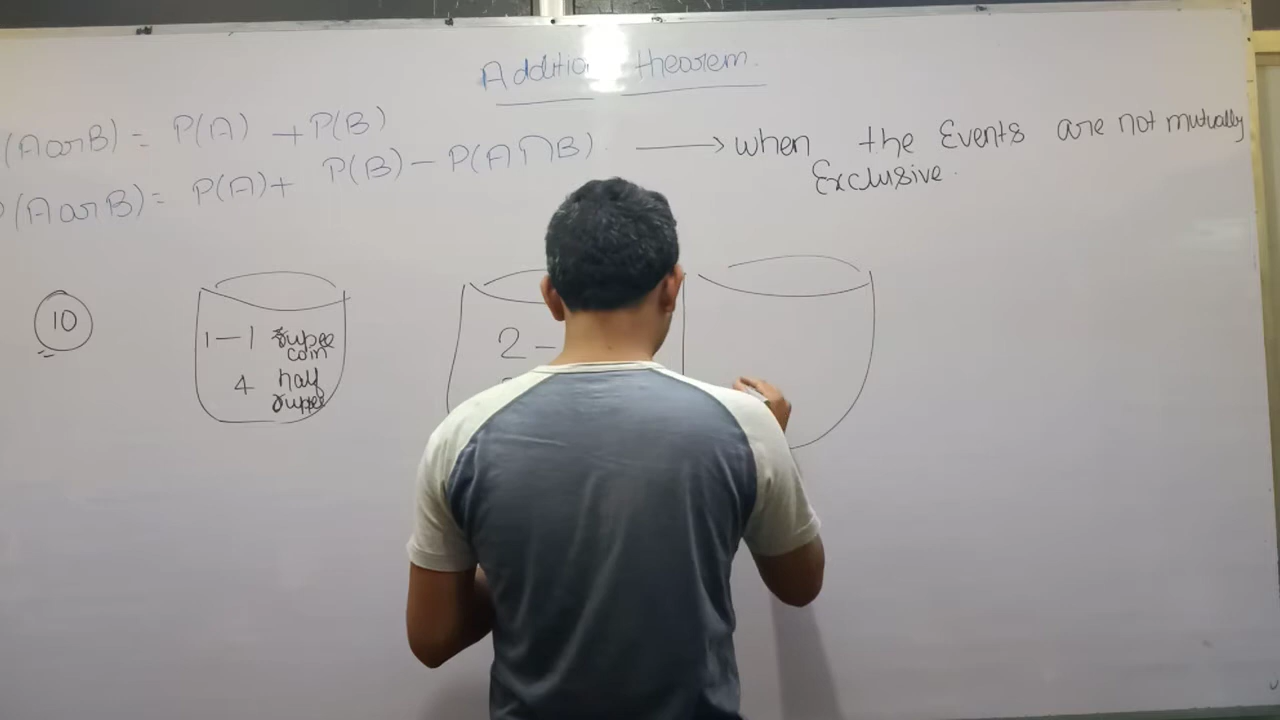 Addition theorem.
(A or B) = P(A) + P(B)
P(A or B) = P(A) + P(B) - P(A∩B) → when the Events are not mutually
Exclusive.
10
1 - 1 rupee
coin
4 half
rupee
2 -